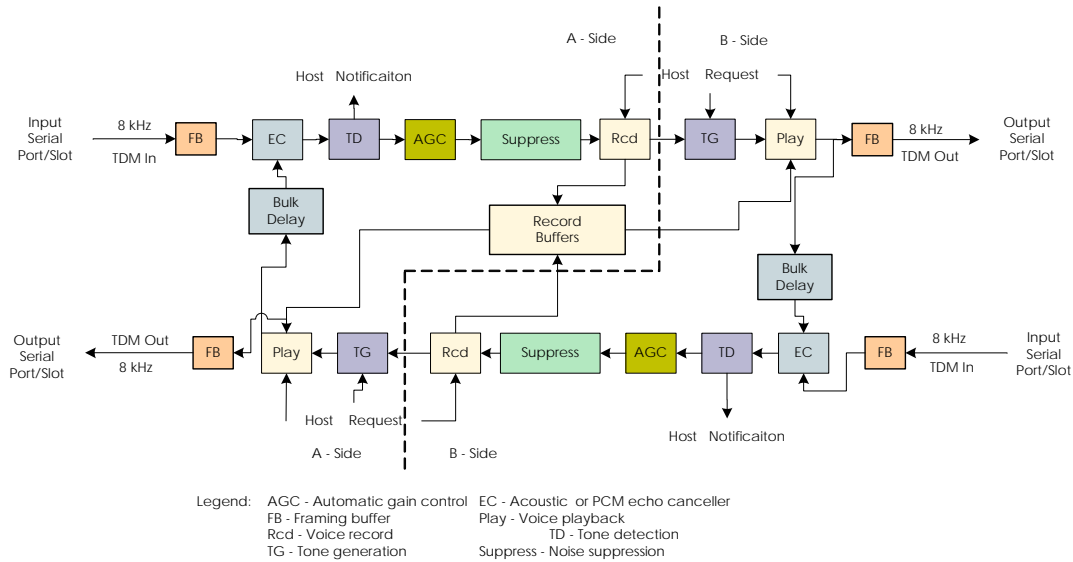 A - Side
B - Side
Host Notificaiton
Host Request
Input
Serial
Port/Slot
8 kHz
TDM In
FB
EC
TD
AGC
Suppress
Rcd
TG
Play
FB
8 kHz
TDM Out
Output
Serial
Port/Slot
Bulk
Delay
Record
Buffers
Bulk
Delay
Output
Serial
Port/Slot
TDM Out
8 kHz
FB
Play
TG
Rcd
Suppress
AGC
TD
EC
FB
8 kHz
TDM In
Input
Serial
Port/Slot
Host Request
Host Notificaiton
A - Side
B - Side
Legend: AGC - Automatic gain control EC - Acoustic or PCM echo canceller
FB - Framing buffer Play - Voice playback
Rcd - Voice record TD - Tone detection
TG - Tone generation Suppress - Noise suppression